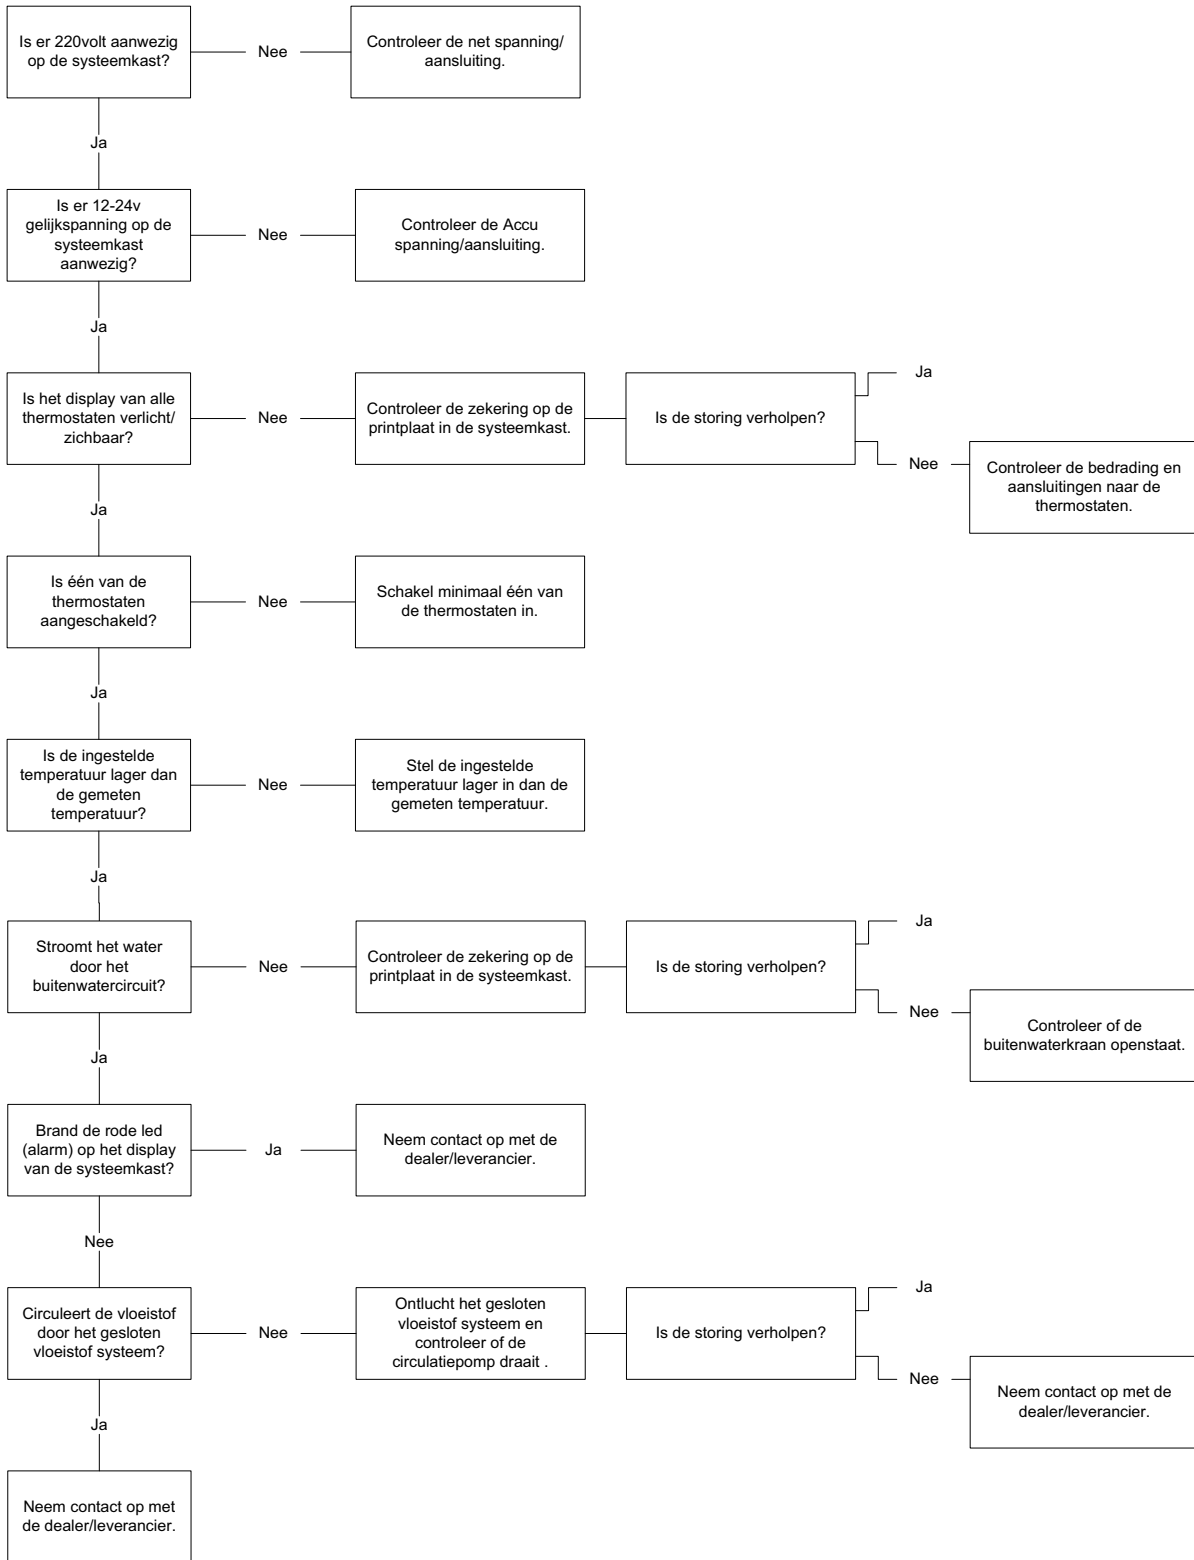 Is er 220volt aanwezig
op de systeemkast?
Nee
Controleer de net spanning/
aansluiting.
Ja
Is er 12-24v
gelijkspanning op de
systeemkast
aanwezig?
Nee
Controleer de Accu
spanning/aansluiting.
Ja
Is het display van alle
thermostaten verlicht/
zichbaar?
Nee
Controleer de zekering op de
printplaat in de systeemkast.
Is de storing verholpen?
Ja
Nee
Controleer de bedrading en
aansluitingen naar de
thermostaten.
Ja
Is één van de
thermostaten
aangeschakeld?
Nee
Schakel minimaal één van
de thermostaten in.
Ja
Is de ingestelde
temperatuur lager dan
de gemeten
temperatuur?
Nee
Stel de ingestelde
temperatuur lager in dan de
gemeten temperatuur.
Ja
Stroomt het water
door het
buitenwatercircuit?
Nee
Controleer de zekering op de
printplaat in de systeemkast.
Is de storing verholpen?
Ja
Nee
Controleer of de
buitenwaterkraan openstaat.
Ja
Brand de rode led
(alarm) op het display
van de systeemkast?
Ja
Neem contact op met de
dealer/leverancier.
Nee
Circuleert de vloeistof
door het gesloten
vloeistof systeem?
Nee
Ontlucht het gesloten
vloeistof systeem en
controleer of de
circulatiepomp draait .
Is de storing verholpen?
Ja
Nee
Neem contact op met de
dealer/leverancier.
Ja
Neem contact op met
de dealer/leverancier.